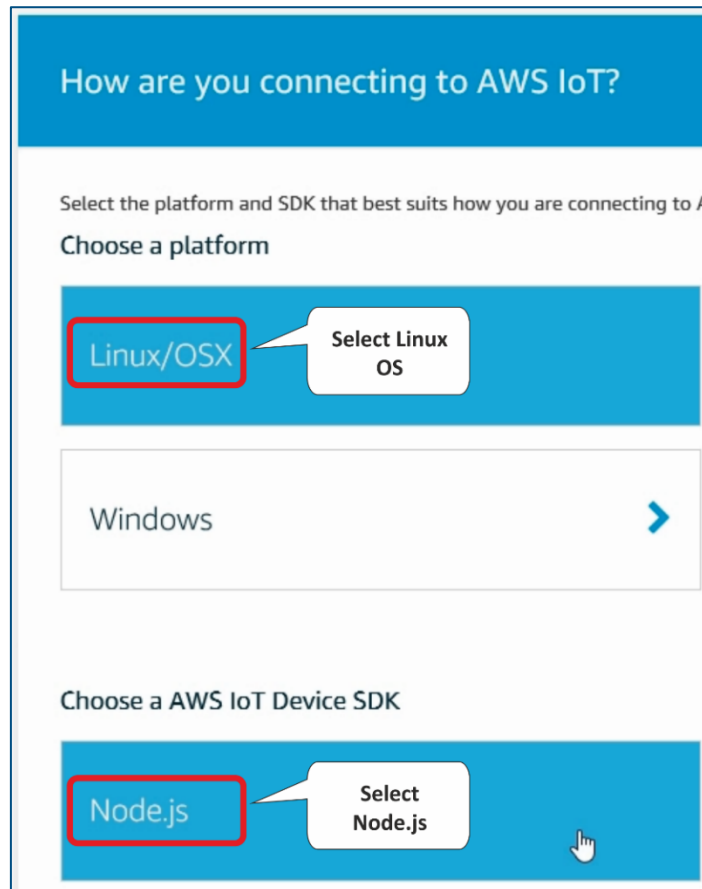 How are you connecting to AWS IoT?
Select the platform and SDK that best suits how you are connecting to A
Choose a platform
Linux/OSX
Select Linux
OS
Windows
Choose a AWS IoT Device SDK
Node.js
Select
Node.js